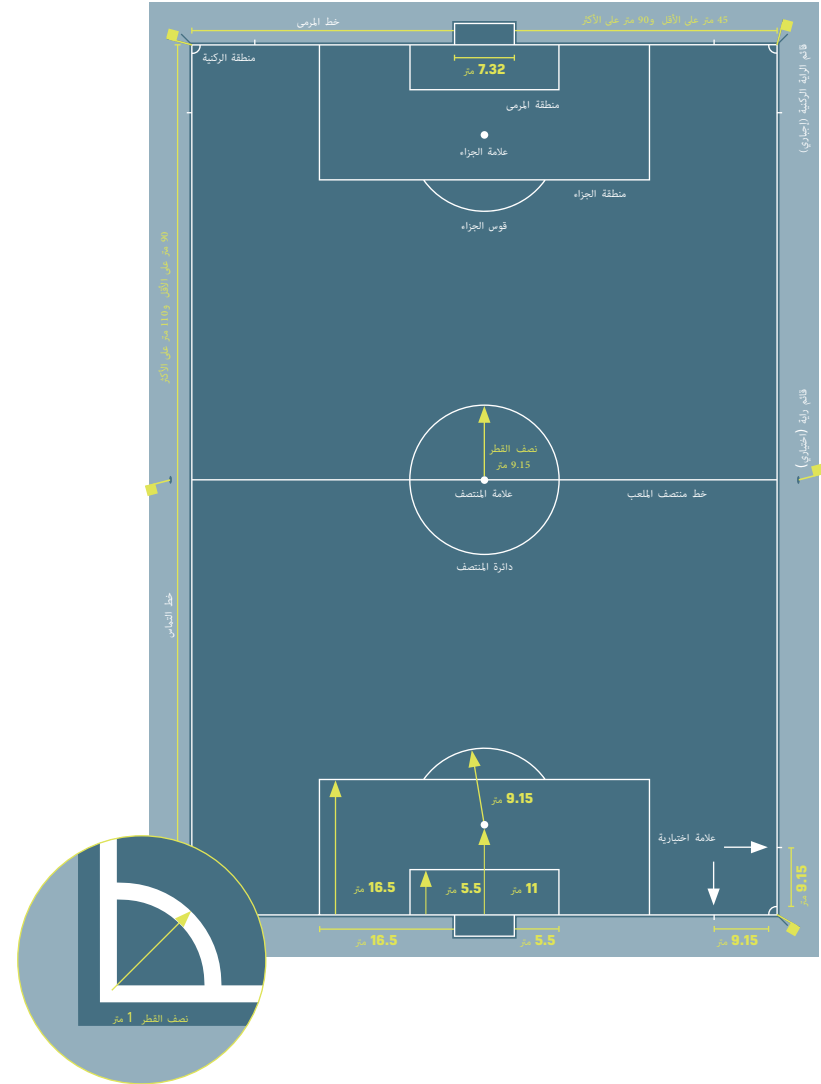 خط المرمى
45 متر على الأقل و90 متر على الأكثر
منطقة الركنية
قائم الراية الركنية (إجباري)
7.32 متر
منطقة المرمى
علامة الجزاء
منطقة الجزاء
قوس الجزاء
90 متر على الأقل و110 متر على الأكثر
قائم راية (اختياري)
نصف القطر
9.15 متر
علامة المنتصف
خط منتصف الملعب
دائرة المنتصف
خط التماس
9.15 متر
علامة اختيارية
16.5 متر
5.5 متر
11 متر
9.15 متر
16.5 متر
5.5 متر
9.15 متر
نصف القطر 1 متر